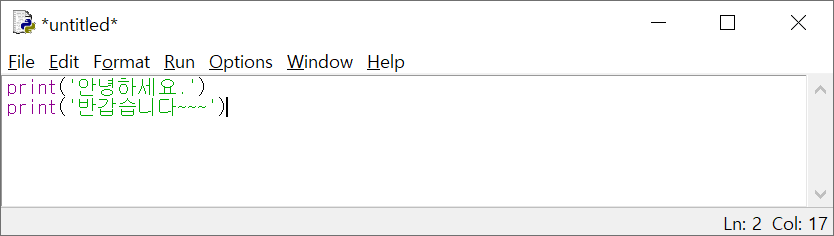 *untitled*
File Edit Format Run Options Window Help
print('안녕하세요.')
print('반갑습니다~~~')
Ln: 2 Col: 17